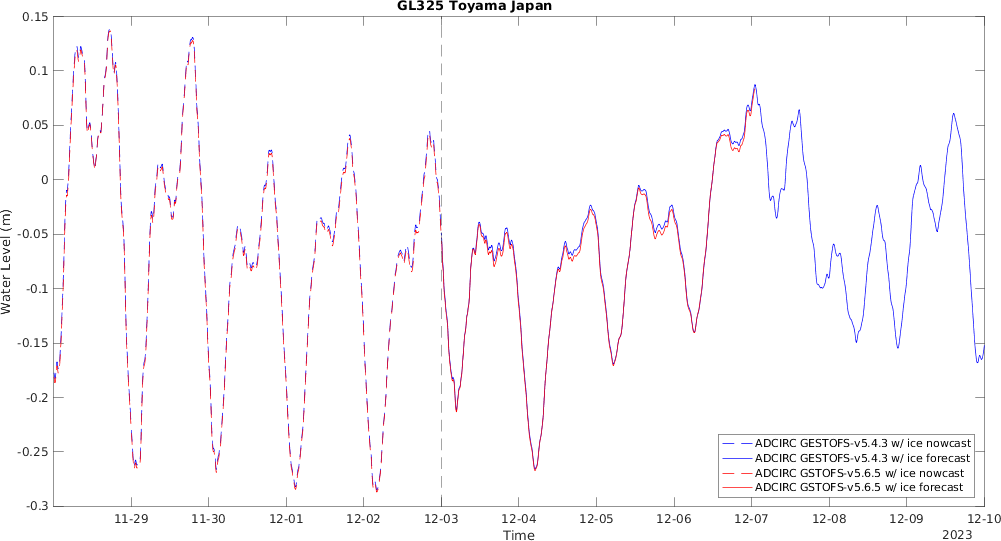 GL325 Toyama Japan
0.15
0.1
0.05
0
-0.05
-0.1
-0.15
-0.2
-0.25
-0.3
Water Level (m)
11-29 11-30 12-01 12-02 12-03 12-04 12-05 12-06 12-07 12-08 12-09 12-10
Time
2023
ADCIRC GESTOFS-v5.4.3 w/ ice nowcast
ADCIRC GESTOFS-v5.4.3 w/ ice forecast
ADCIRC GSTOFS-v5.6.5 w/ ice nowcast
ADCIRC GSTOFS-v5.6.5 w/ ice forecast